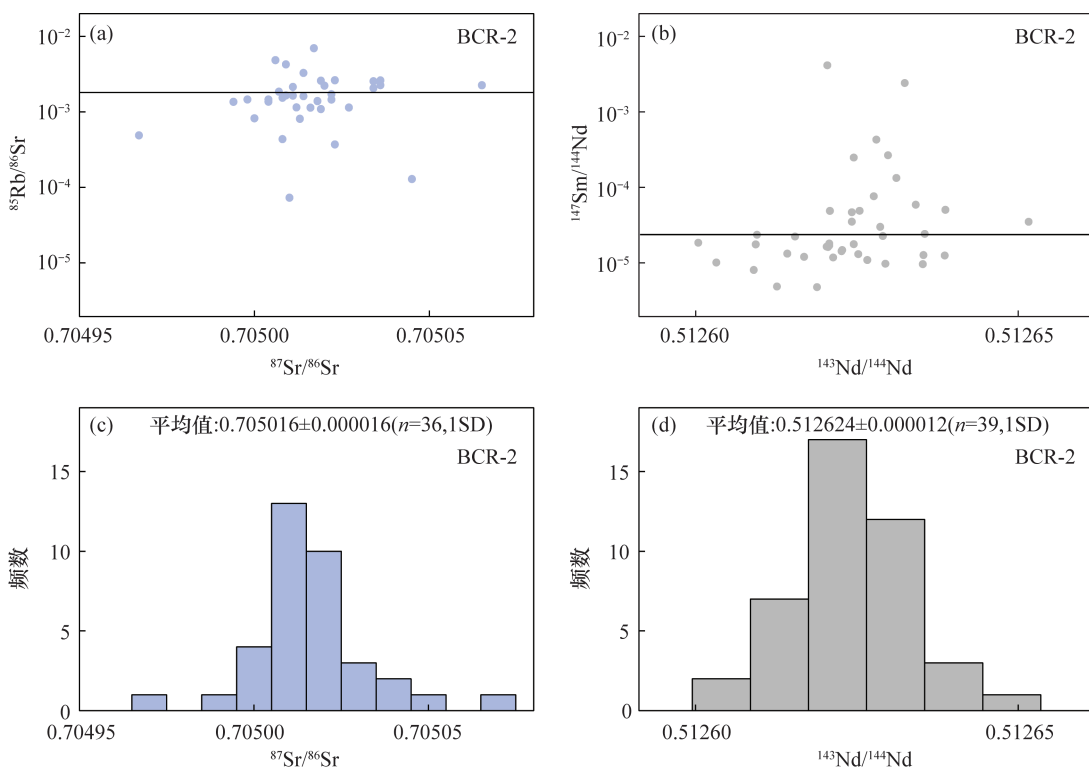 (a)
BCR-2
10⁻²
10⁻³
10⁻⁴
10⁻⁵
⁸⁵Rb/⁸⁶Sr
0.70495
0.70500
0.70505
⁸⁷Sr/⁸⁶Sr
(b)
BCR-2
10⁻²
10⁻³
10⁻⁴
10⁻⁵
¹⁴⁷Sm/¹⁴⁴Nd
0.51260
0.51265
¹⁴³Nd/¹⁴⁴Nd
(c)
平均值:0.705016±0.000016(n=36,1SD)
BCR-2
15
10
5
0
频数
0.70495
0.70500
0.70505
⁸⁷Sr/⁸⁶Sr
(d)
平均值:0.512624±0.000012(n=39,1SD)
BCR-2
15
10
5
0
频数
0.51260
0.51265
¹⁴³Nd/¹⁴⁴Nd